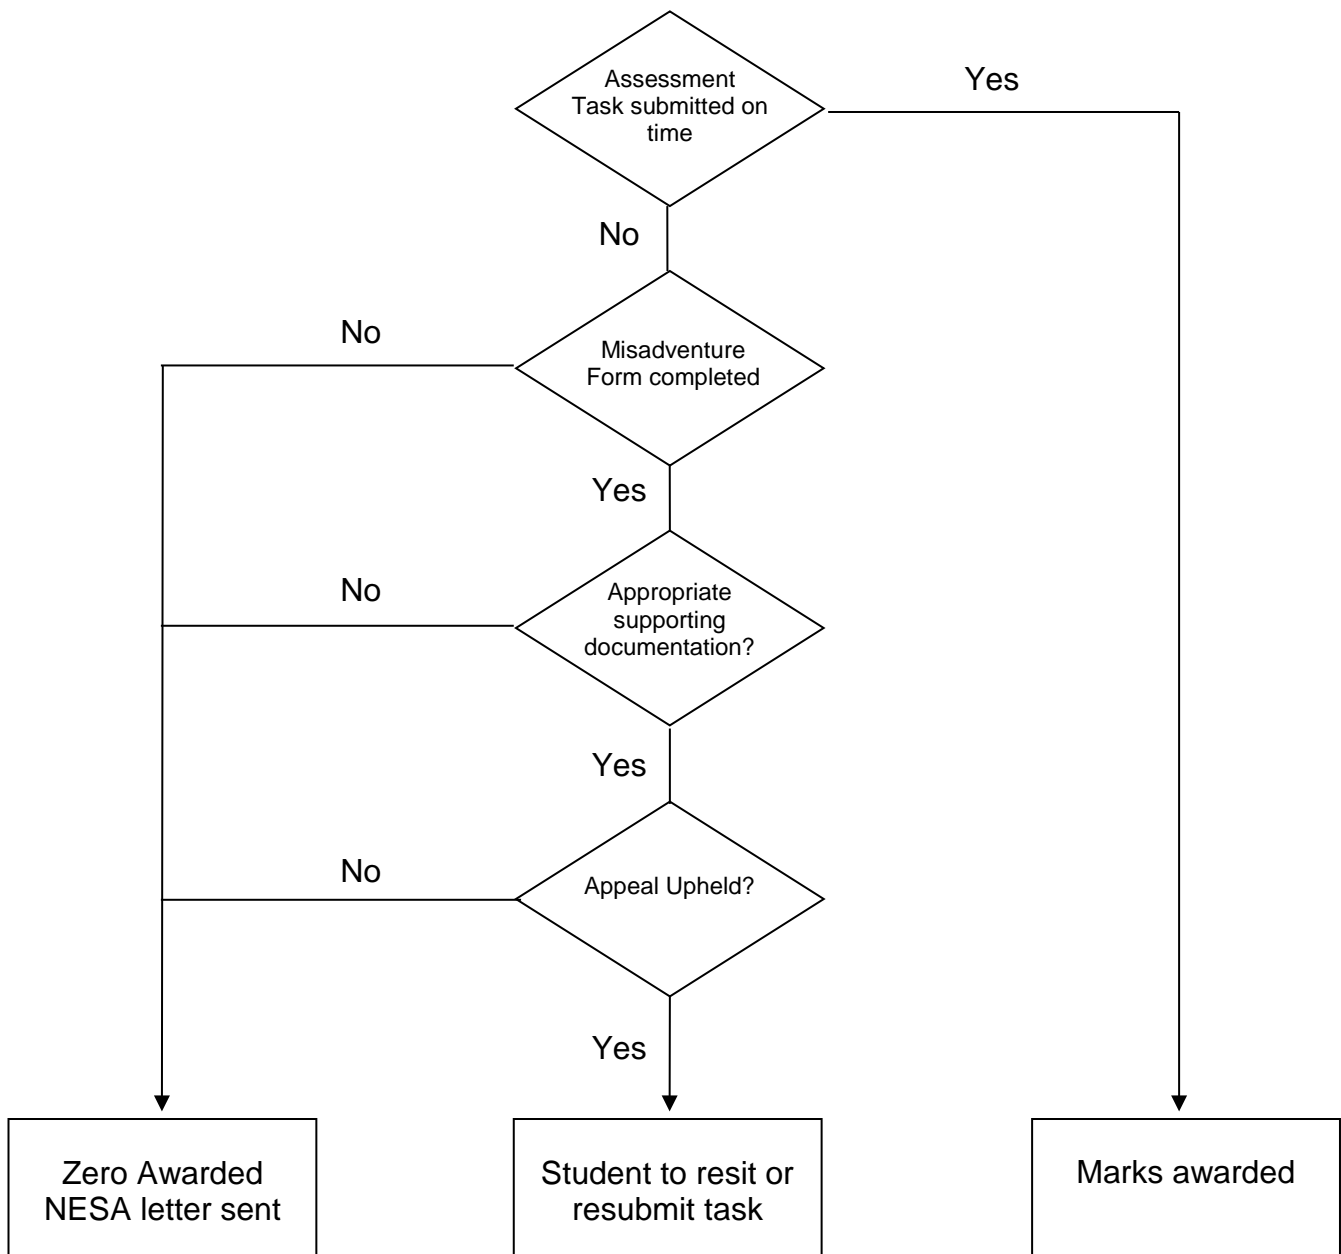 Assessment
Task submitted on
time
Yes
No
No
Misadventure
Form completed
Yes
No
Appropriate
supporting
documentation?
Yes
No
Appeal Upheld?
Yes
Zero Awarded
NESA letter sent
Student to resit or
resubmit task
Marks awarded